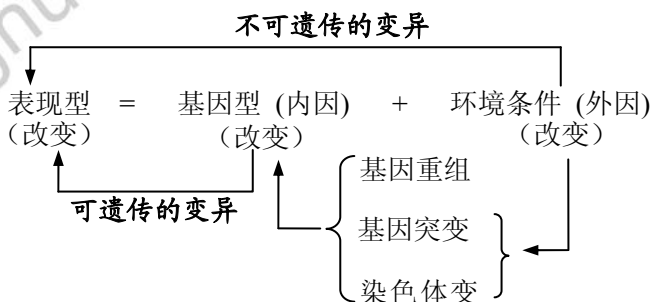 不可遗传的变异
表现型 = 基因型 (内因) + 环境条件 (外因)
（改变） （改变） （改变）
可遗传的变异
基因重组
基因突变
染色体变